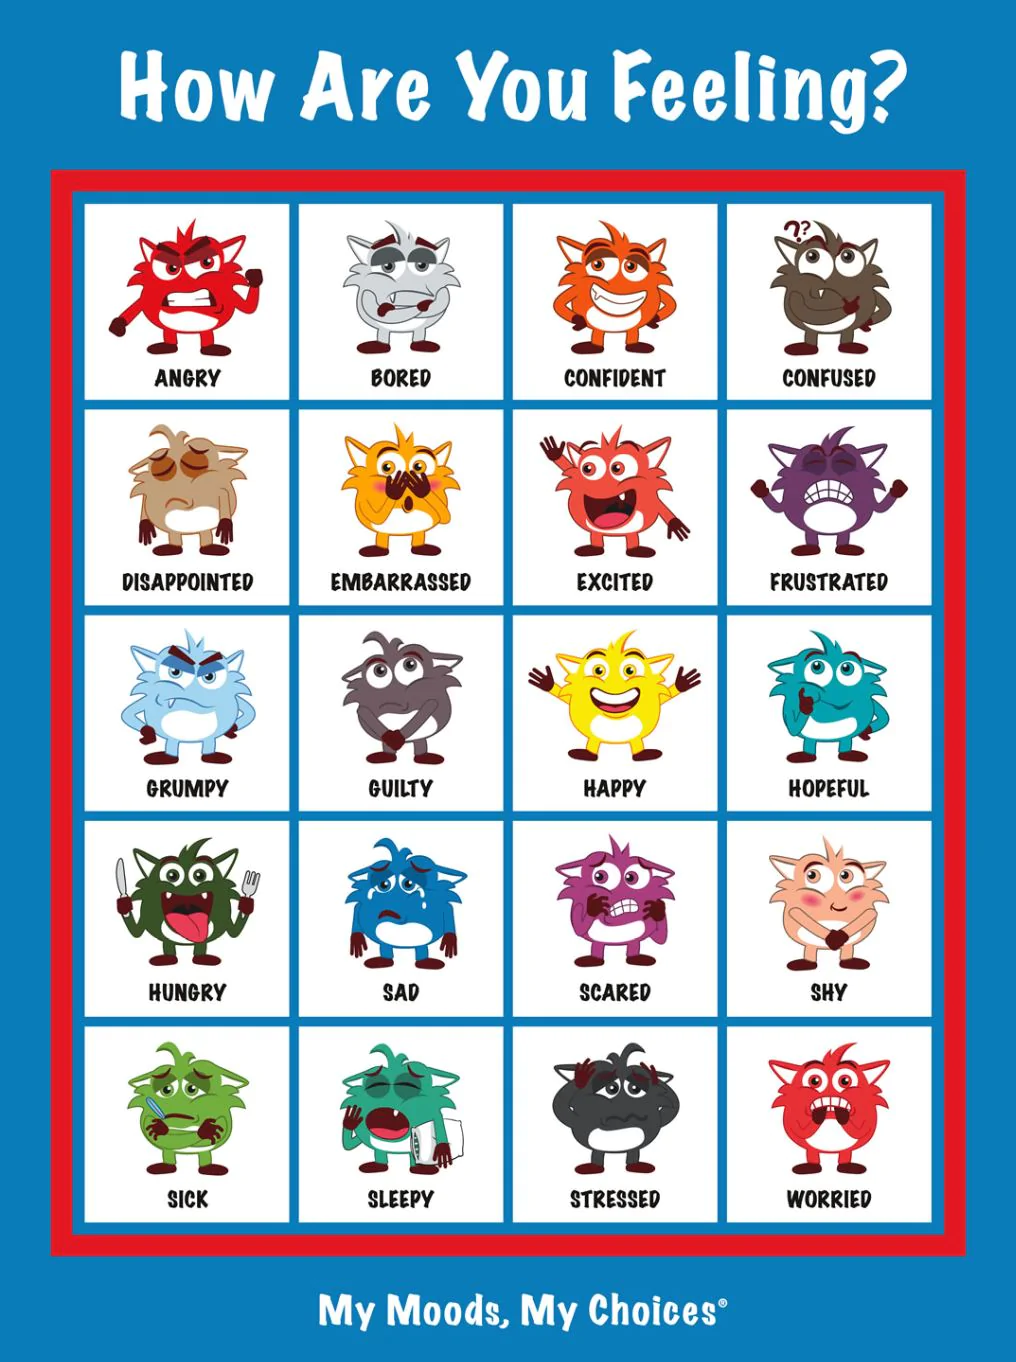 How Are You Feeling?
??
ANGRY
BORED
CONFIDENT
CONFUSED
DISAPPOINTED
EMBARRASSED
EXCITED
FRUSTRATED
GRUMPY
GUILTY
HAPPY
HOPEFUL
HUNGRY
SAD
SCARED
SHY
SICK
SLEEPY
STRESSED
WORRIED
My Moods, My Choices®